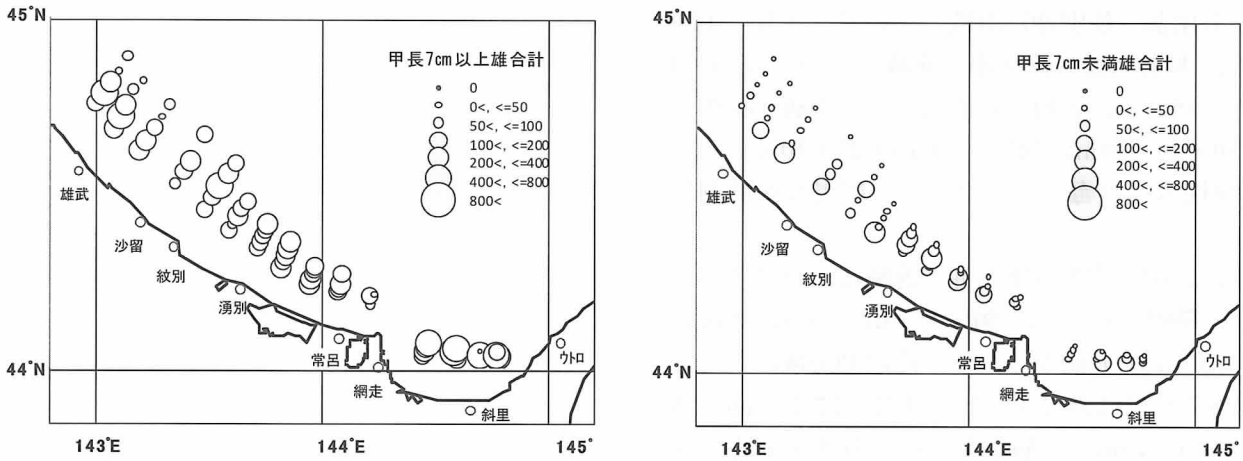 45°N
甲長7cm以上雄合計
0
0<, <=50
50<, <=100
100<, <=200
200<, <=400
400<, <=800
800<
雄武
沙留
紋別
湧別
常呂
網走
斜里
ウトロ
44°N
143°E
144°E
145°
45°N
甲長7cm未満雄合計
0
0<, <=50
50<, <=100
100<, <=200
200<, <=400
400<, <=800
800<
雄武
沙留
紋別
湧別
常呂
網走
斜里
ウトロ
44°N
143°E
144°E
145°